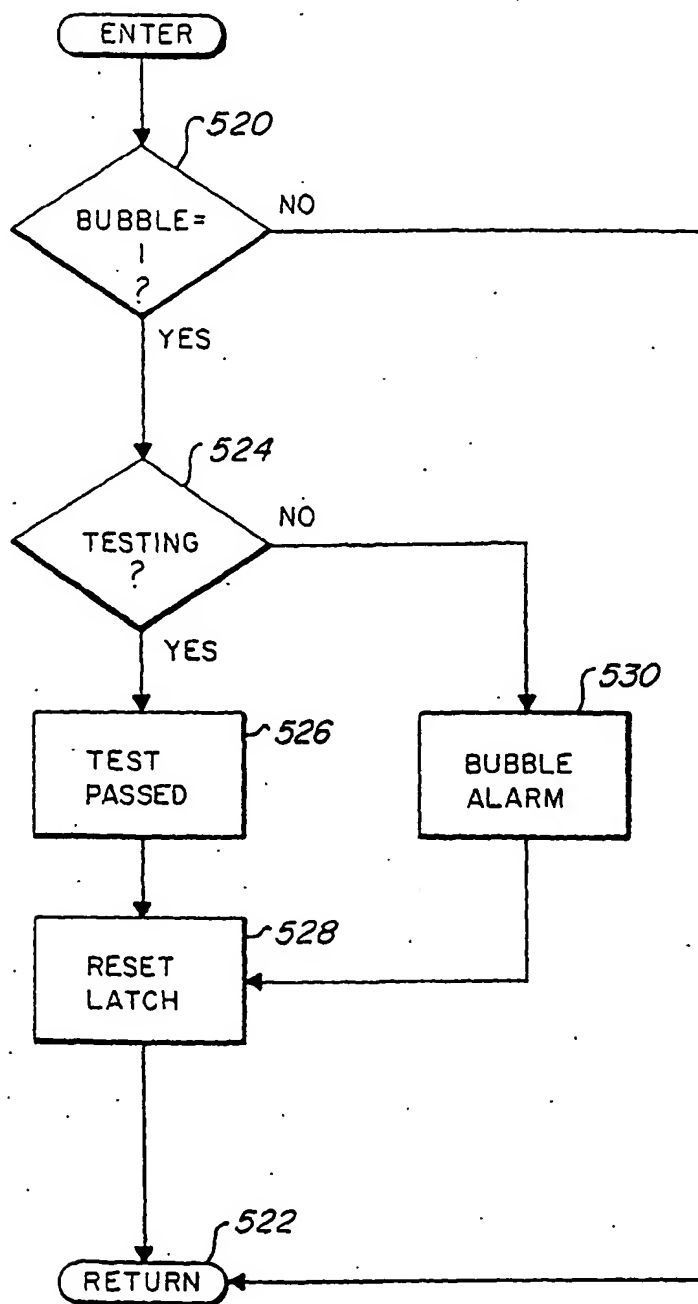 ENTER
520
BUBBLE=
1
?
NO
YES
524
TESTING
?
NO
YES
526
TEST
PASSED
530
BUBBLE
ALARM
528
RESET
LATCH
522
RETURN